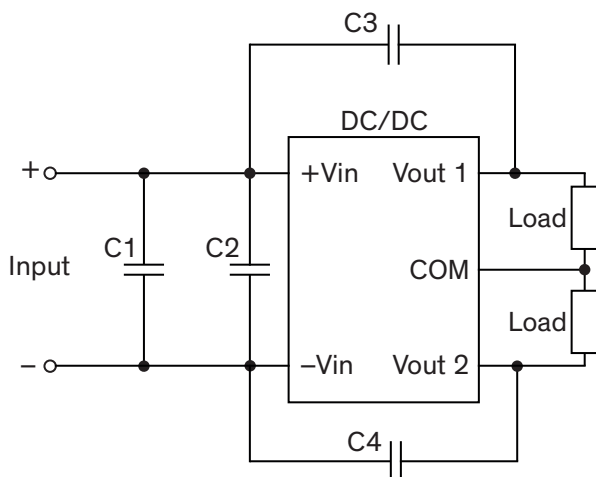 C3
DC/DC
+
+Vin
Vout 1
Load
C1
C2
Input
COM
Load
–
–Vin
Vout 2
C4